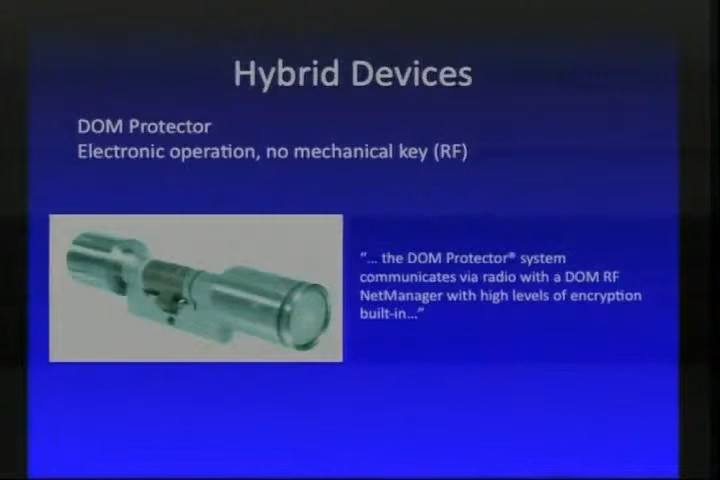 Hybrid Devices
DOM Protector
Electronic operation, no mechanical key (RF)
"... the DOM Protector® system
communicates via radio with a DOM RF
NetManager with high levels of encryption
built-in..."